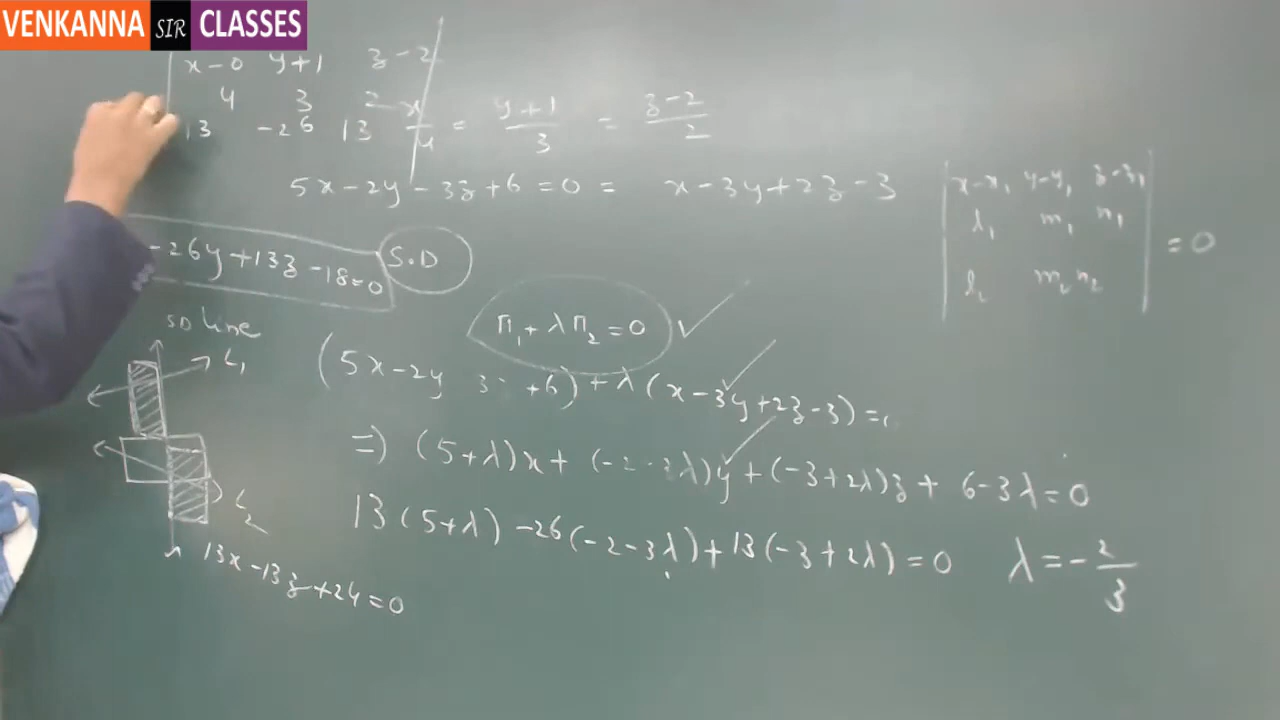 VENKANNA SIR CLASSES
x-0 y+1 z-2
4 3 2
13 -26 13
x/4 = y+1/3 = z-2/2
5x-2y-3z+6=0= x-3y+2z-3
x-x₁ y-y₁ z-z₁
l₁ m₁ n₁
l₂ m₂ n₂
=0
-26y+13z-18=0
S.D
π₁+λπ₂=0
SD Line
L₁
(5x-2y 3 +6)+λ(x-3y+2z-3)=
=) (5+λ)x+(-2-3λ)y+(-3+2λ)z+ 6-3λ=0
L₂
13(5+λ) -26(-2-3λ)+13(-3+2λ)=0 λ=-2/3
13x-13z+24=0